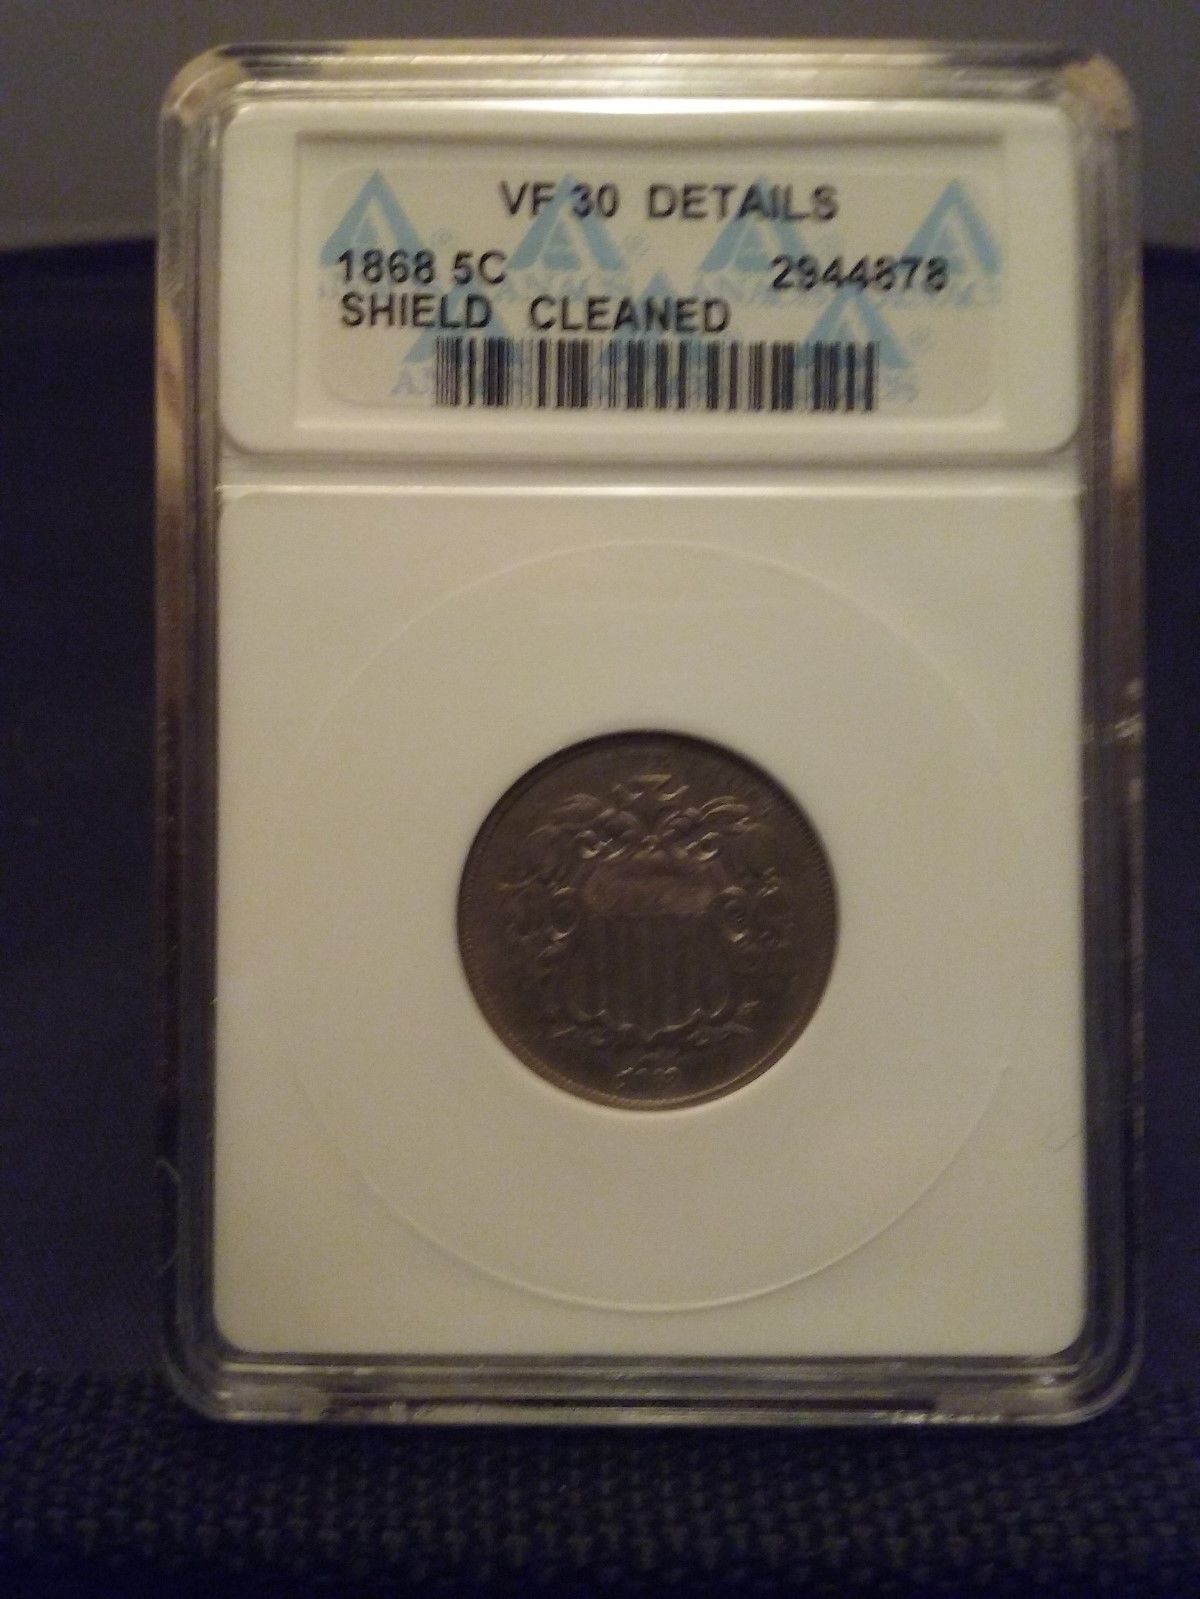 VF 30 DETAILS
1868 5C 2944878
SHIELD CLEANED